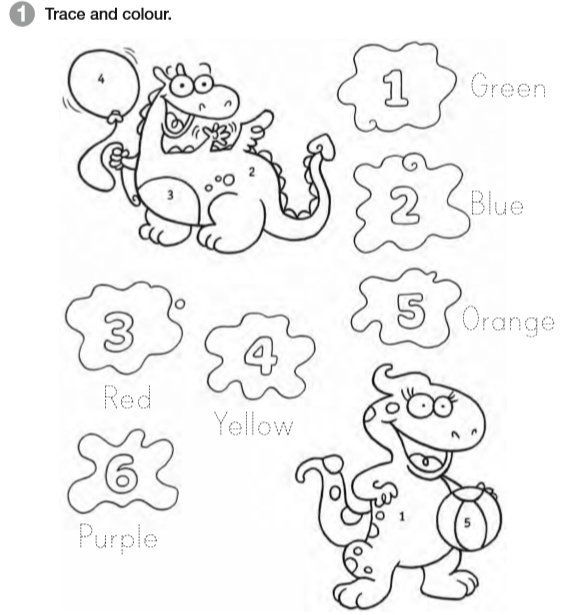 1 Trace and colour.
4
1 Green
3
2
2 Blue
3
Red
4
Yellow
5 Orange
6
Purple
1
5